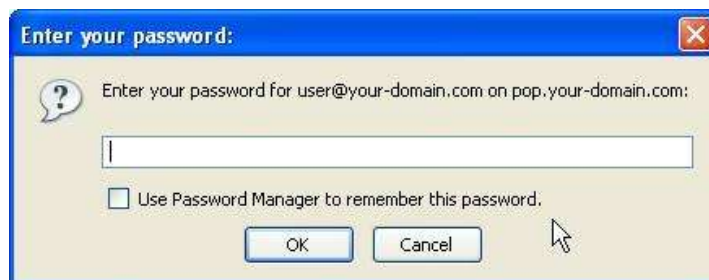 Enter your password:
Enter your password for user@your-domain.com on pop.your-domain.com:
Use Password Manager to remember this password.
OK Cancel